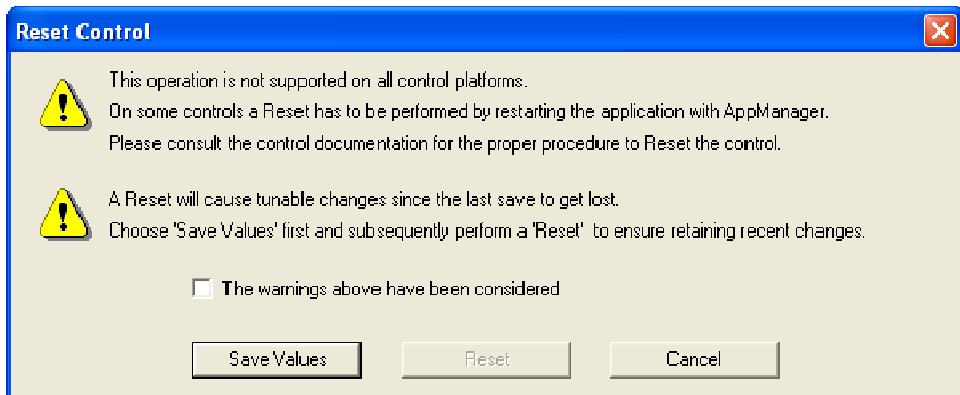 Reset Control
This operation is not supported on all control platforms.
On some controls a Reset has to be performed by restarting the application with AppManager.
Please consult the control documentation for the proper procedure to Reset the control.
A Reset will cause tunable changes since the last save to get lost.
Choose 'Save Values' first and subsequently perform a 'Reset' to ensure retaining recent changes.
The warnings above have been considered
Save Values Reset Cancel